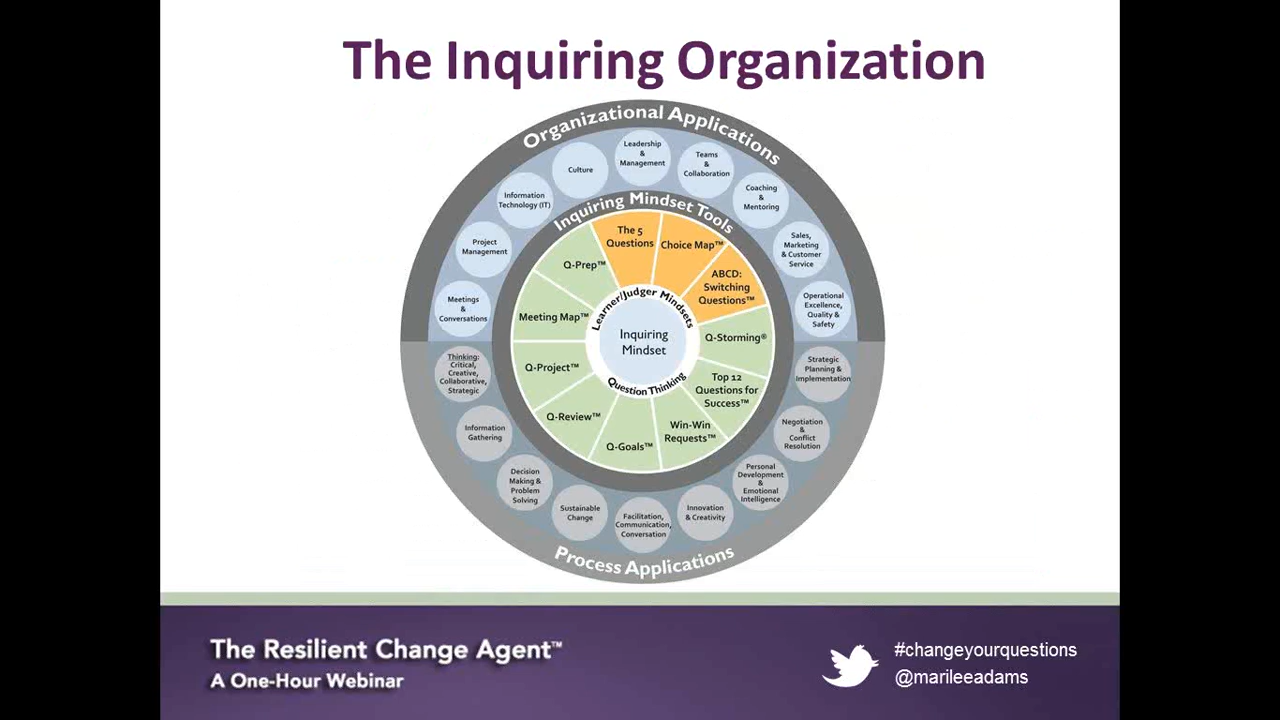 The Inquiring Organization
Organizational Applications
Leadership
&
Management
Teams
&
Collaboration
Coaching
&
Mentoring
Sales,
Marketing
& Customer
Service
Operational
Excellence,
Quality &
Safety
Culture
Information
Technology (IT)
Project
Management
Meetings
&
Conversations
Inquiring Mindset Tools
The 5
Questions
Choice Map™
ABCD:
Switching
Questions™
Q-Storming®
Top 12
Questions for
Success™
Win-Win
Requests™
Q-Goals™
Q-Review™
Q-Project™
Meeting Map™
Q-Prep™
Learner/Judger Mindsets
Inquiring
Mindset
Question Thinking
Thinking:
Critical,
Creative,
Collaborative,
Strategic
Information
Gathering
Decision
Making &
Problem
Solving
Sustainable
Change
Facilitation,
Communication,
Conversation
Innovation
& Creativity
Personal
Development
&
Emotional
Intelligence
Negotiation
&
Conflict
Resolution
Strategic
Planning &
Implementation
Process Applications
The Resilient Change Agent™
A One-Hour Webinar
#changeyourquestions
@marileeadams